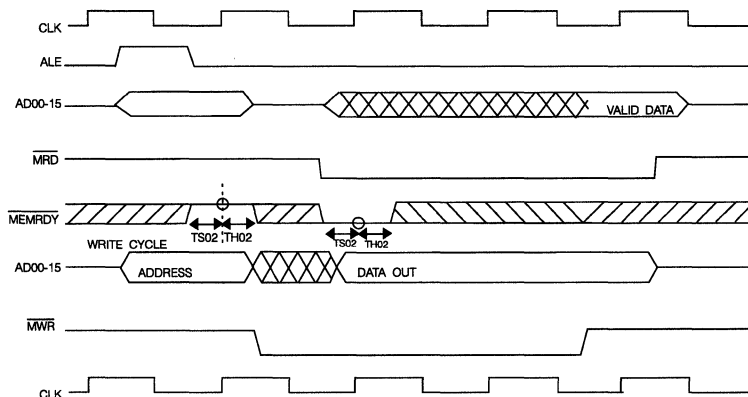 CLK
ALE
AD00-15
VALID DATA
MRD
MEMRDY
TS02 TH02
TS02 TH02
WRITE CYCLE
AD00-15
ADDRESS
DATA OUT
MWR
CLK